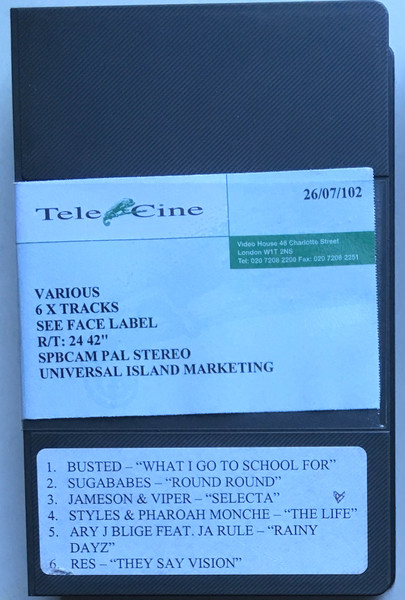 Tele Cine
26/07/102
Video House 48 Charlotte Street
London W1T 2NS
Tel: 020 7208 2200 Fax: 020 7208 2251
VARIOUS
6 X TRACKS
SEE FACE LABEL
R/T: 24 42"
SPBCAM PAL STEREO
UNIVERSAL ISLAND MARKETING
1. BUSTED – “WHAT I GO TO SCHOOL FOR”
2. SUGABABES – “ROUND ROUND”
3. JAMESON & VIPER – “SELECTA”
4. STYLES & PHAROAH MONCHE – “THE LIFE”
5. ARY J BLIGE FEAT. JA RULE – “RAINY
DAYZ”
6. RES – “THEY SAY VISION”